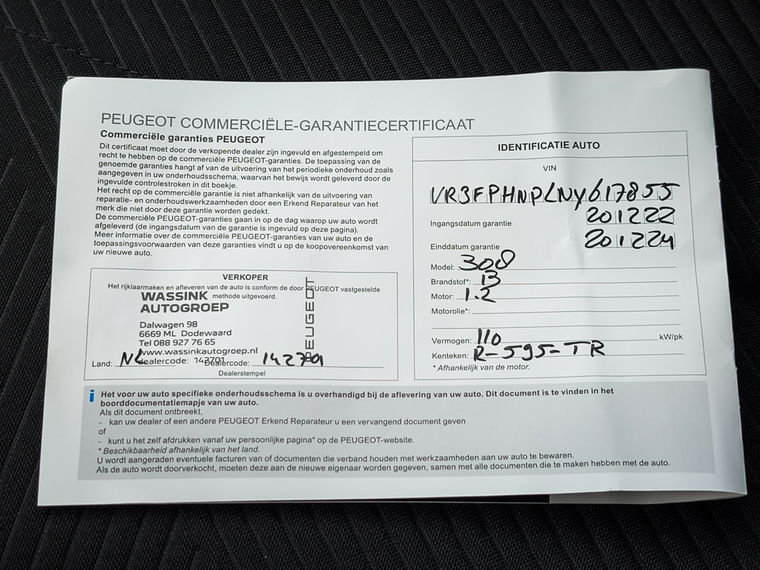 PEUGEOT COMMERCIËLE-GARANTIECERTIFICAAT
Commerciële garanties PEUGEOT
Dit certificaat moet door de verkopende dealer zijn ingevuld en afgestempeld om
recht te hebben op de commerciële PEUGEOT-garanties. De toepassing van de
genoemde garanties hangt af van de uitvoering van het periodieke onderhoud zoals
aangegeven in uw onderhoudsschema, waarvan het bewijs wordt geleverd door de
ingevulde controlestroken in dit boekje.
Het recht op de commerciële garantie is niet afhankelijk van de uitvoering van
reparatie- en onderhoudswerkzaamheden door een Erkend Reparateur van het
merk die niet door deze garantie worden gedekt.
De commerciële PEUGEOT-garanties gaan in op de dag waarop uw auto wordt
afgeleverd (de ingangsdatum van de garantie is ingevuld op deze pagina).
Meer informatie over de commerciële PEUGEOT-garanties van uw auto en de
toepassingsvoorwaarden van deze garanties vindt u op de koopovereenkomst van
uw nieuwe auto.
VERKOPER
Het rijklaarmaken en afleveren van de auto is conform de door PEUGEOT vastgestelde
methode uitgevoerd.
WASSINK
AUTOGROEP
Dalwagen 98
6669 ML Dodewaard
Tel 088 927 76 65
www.wassinkautogroep.nl
dealercode: 142701
PEUGEOT
Land: NL Dealercode: 142701
Dealerstempel
IDENTIFICATIE AUTO
VIN
VR3FPHNPLNY617855
Ingangsdatum garantie 201222
Einddatum garantie 201224
Model: 308
Brandstof*: B
Motor: 1.2
Motorolie*:
Vermogen: 110 kW/pk
Kenteken: R-595-TR
* Afhankelijk van de motor.
i Het voor uw auto specifieke onderhoudsschema is u overhandigd bij de aflevering van uw auto. Dit document is te vinden in het
boorddocumentatiemapje van uw auto.
Als dit document ontbreekt,
- kan uw dealer of een andere PEUGEOT Erkend Reparateur u een vervangend document geven
of
- kunt u het zelf afdrukken vanaf uw persoonlijke pagina* op de PEUGEOT-website.
* Beschikbaarheid afhankelijk van het land.
U wordt aangeraden eventuele facturen van of documenten die verband houden met werkzaamheden aan uw auto te bewaren.
Als de auto wordt doorverkocht, moeten deze aan de nieuwe eigenaar worden gegeven, samen met alle documenten die te maken hebben met de auto.